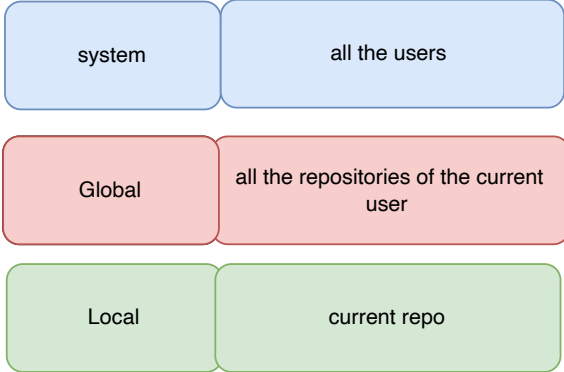 system
all the users
Global
all the repositories of the current
user
Local
current repo